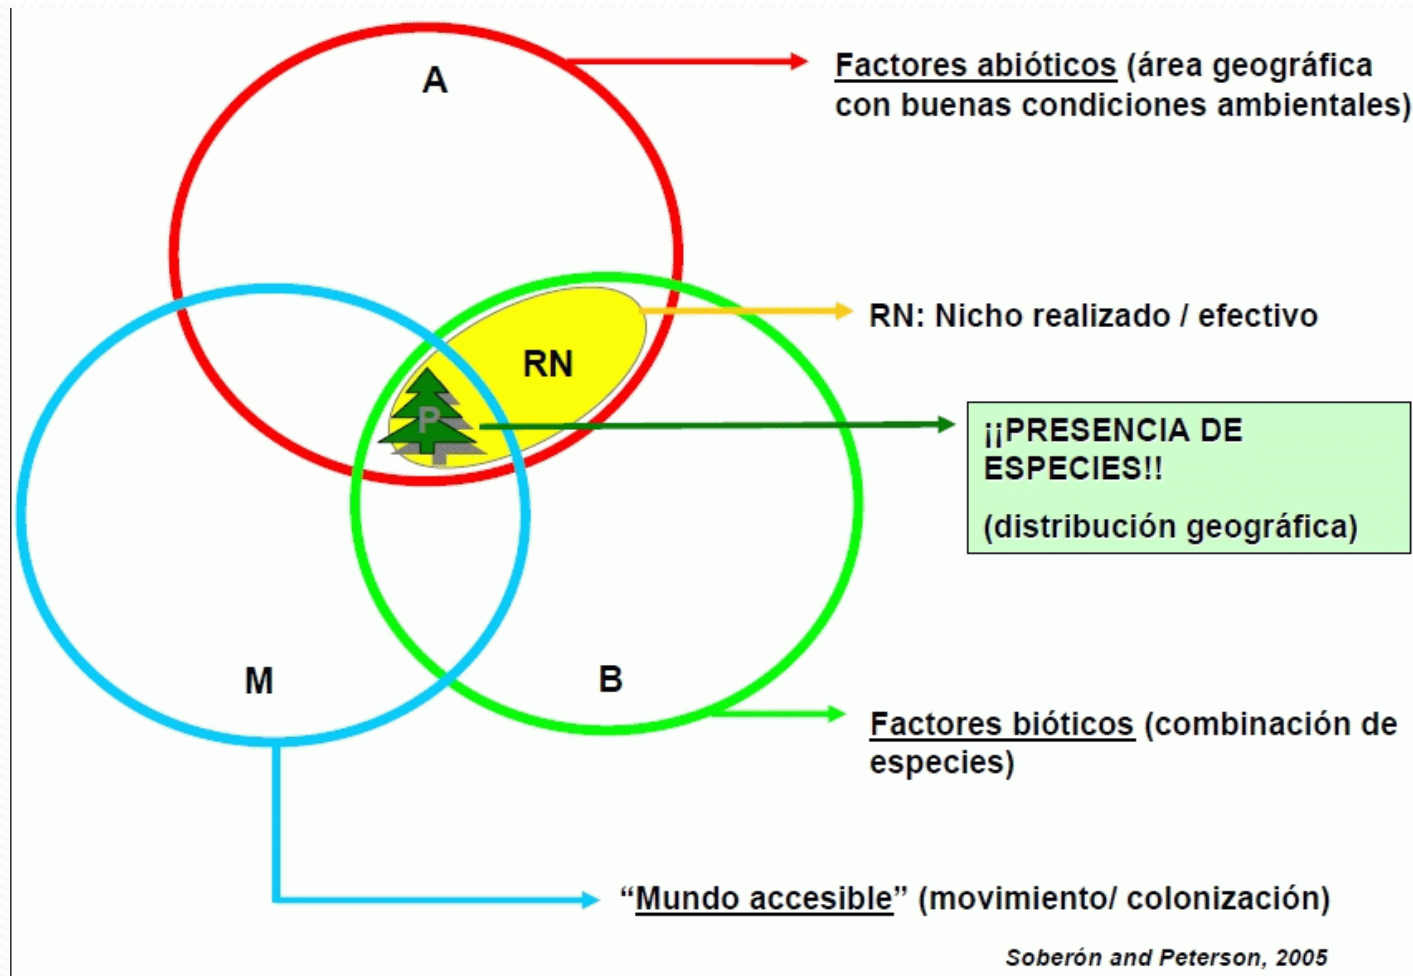 A
Factores abióticos (área geográfica
con buenas condiciones ambientales)
RN: Nicho realizado / efectivo
RN
P
¡¡PRESENCIA DE
ESPECIES!!
(distribución geográfica)
M
B
Factores bióticos (combinación de
especies)
“Mundo accesible” (movimiento/ colonización)
Soberón and Peterson, 2005